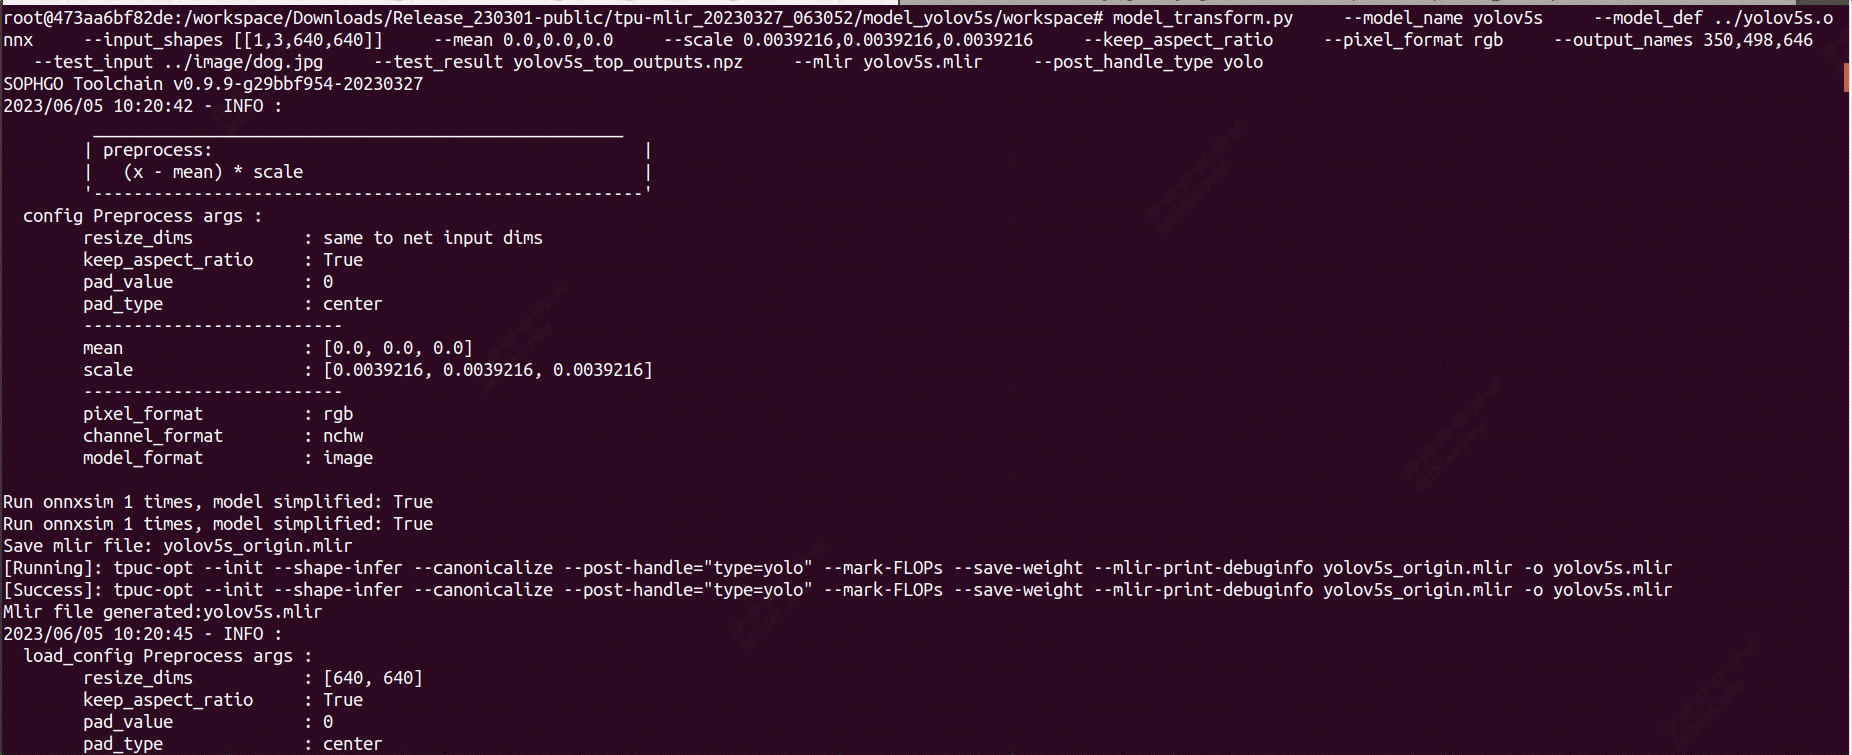 root@473aa6bf82de:/workspace/Downloads/Release_230301-public/tpu-mlir_20230327_063052/model_yolov5s/workspace# model_transform.py     --model_name yolov5s     --model_def ../yolov5s.o
nnx     --input_shapes [[1,3,640,640]]     --mean 0.0,0.0,0.0     --scale 0.0039216,0.0039216,0.0039216     --keep_aspect_ratio     --pixel_format rgb     --output_names 350,498,646
   --test_input ../image/dog.jpg     --test_result yolov5s_top_outputs.npz     --mlir yolov5s.mlir     --post_handle_type yolo
SOPHGO Toolchain v0.9.9-g29bbf954-20230327
2023/06/05 10:20:42 - INFO :
         _____________________________________________________
        | preprocess:                                           |
        |   (x - mean) * scale                                  |
        '-------------------------------------------------------'
  config Preprocess args :
        resize_dims           : same to net input dims
        keep_aspect_ratio     : True
        pad_value             : 0
        pad_type              : center
        --------------------------
        mean                  : [0.0, 0.0, 0.0]
        scale                 : [0.0039216, 0.0039216, 0.0039216]
        --------------------------
        pixel_format          : rgb
        channel_format        : nchw
        model_format          : image
Run onnxsim 1 times, model simplified: True
Run onnxsim 1 times, model simplified: True
Save mlir file: yolov5s_origin.mlir
[Running]: tpuc-opt --init --shape-infer --canonicalize --post-handle="type=yolo" --mark-FLOPs --save-weight --mlir-print-debuginfo yolov5s_origin.mlir -o yolov5s.mlir
[Success]: tpuc-opt --init --shape-infer --canonicalize --post-handle="type=yolo" --mark-FLOPs --save-weight --mlir-print-debuginfo yolov5s_origin.mlir -o yolov5s.mlir
Mlir file generated:yolov5s.mlir
2023/06/05 10:20:45 - INFO :
  load_config Preprocess args :
        resize_dims           : [640, 640]
        keep_aspect_ratio     : True
        pad_value             : 0
        pad_type              : center